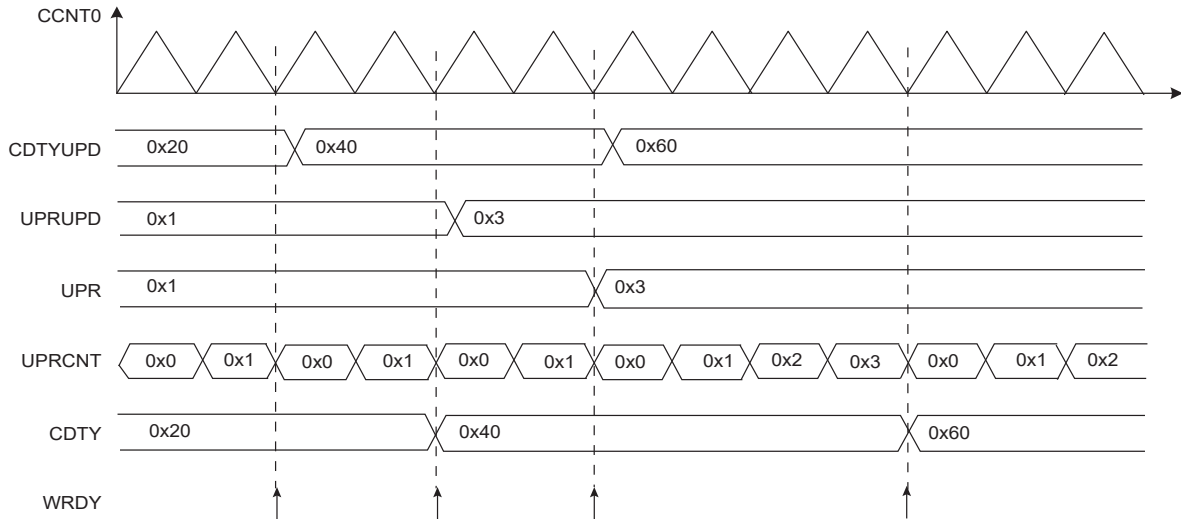 CCNT0
CDTYUPD 0x20 0x40 0x60
UPRUPD 0x1 0x3
UPR 0x1 0x3
UPRCNT 0x0 0x1 0x0 0x1 0x0 0x1 0x0 0x1 0x2 0x3 0x0 0x1 0x2
CDTY 0x20 0x40 0x60
WRDY